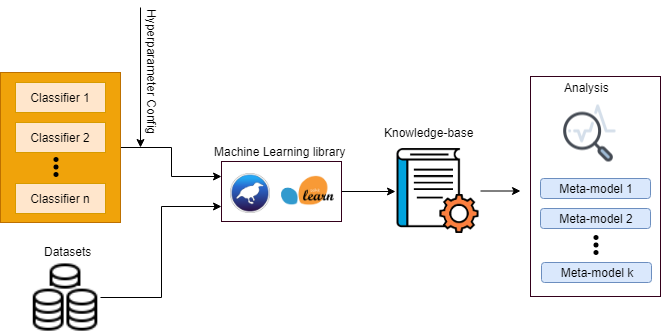 Hyperparameter Config
Classifier 1
Classifier 2
Classifier n
Datasets
Machine Learning library
learn
Knowledge-base
Analysis
Meta-model 1
Meta-model 2
Meta-model k